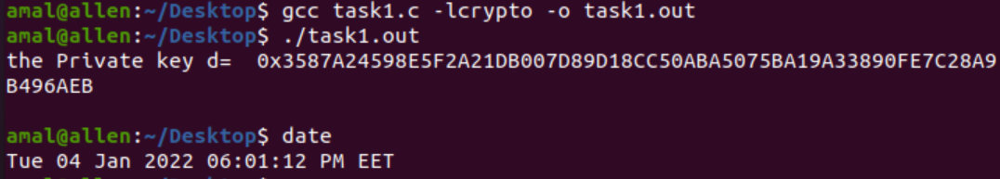 amal@allen:~/Desktop$ gcc task1.c -lcrypto -o task1.out
amal@allen:~/Desktop$ ./task1.out
the Private key d=  0x3587A24598E5F2A21DB007D89D18CC50ABA5075BA19A33890FE7C28A9
B496AEB
amal@allen:~/Desktop$ date
Tue 04 Jan 2022 06:01:12 PM EET